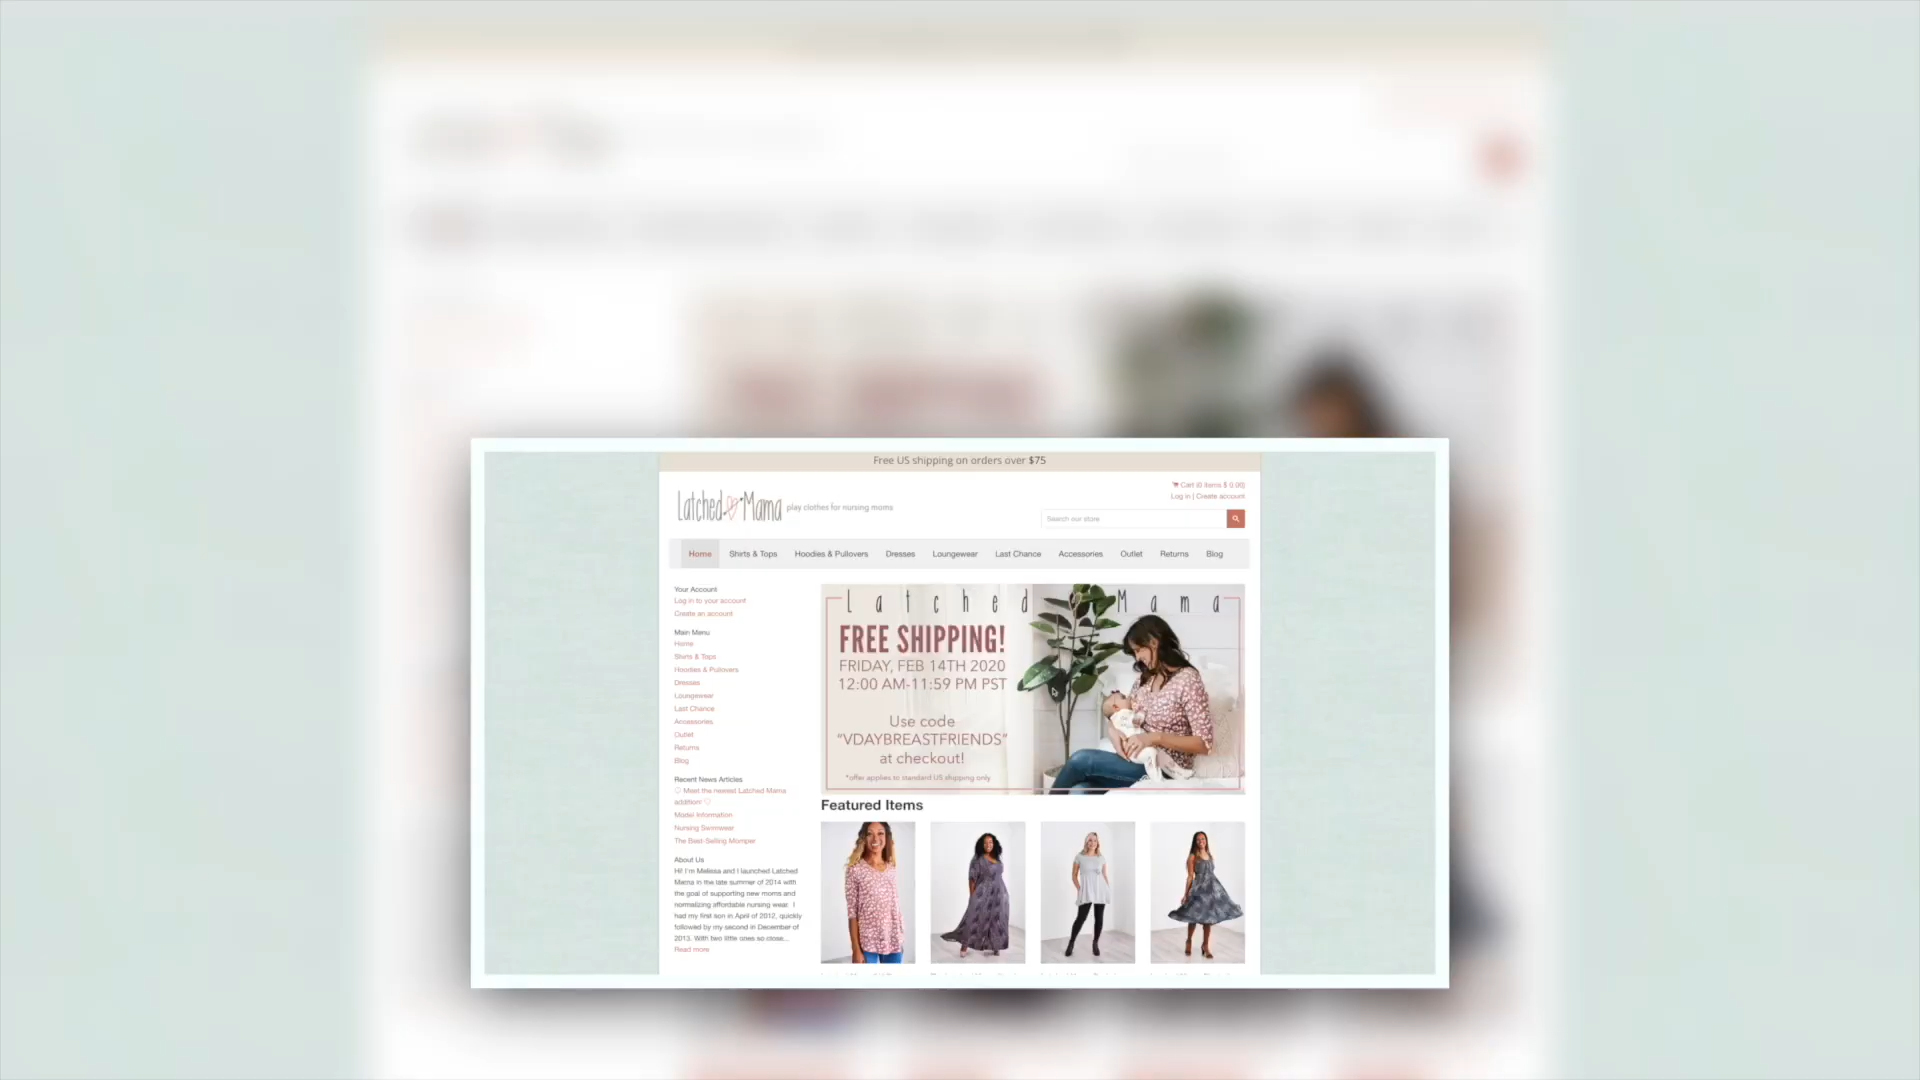 Free US shipping on orders over $75
Cart (0 items $ 0.00)
Log in | Create account
Latched Mama play clothes for nursing moms
Search our store
Home Shirts & Tops Hoodies & Pullovers Dresses Loungewear Last Chance Accessories Outlet Returns Blog
Your Account
Log in to your account
Create an account
Main Menu
Home
Shirts & Tops
Hoodies & Pullovers
Dresses
Loungewear
Last Chance
Accessories
Outlet
Returns
Blog
Recent News Articles
♡ Meet the newest Latched Mama
addition! ♡
Model Information
Nursing Swimwear
The Best-Selling Momper
About Us
Hi! I'm Melissa and I launched Latched
Mama in the late summer of 2014 with
the goal of supporting new moms and
normalizing affordable nursing wear. I
had my first son in April of 2012, quickly
followed by my second in December of
2013. With two little ones so close...
Read more
Latched Mama
FREE SHIPPING!
FRIDAY, FEB 14TH 2020
12:00 AM-11:59 PM PST
Use code
"VDAYBREASTFRIENDS"
at checkout!
*offer applies to standard US shipping only
Featured Items